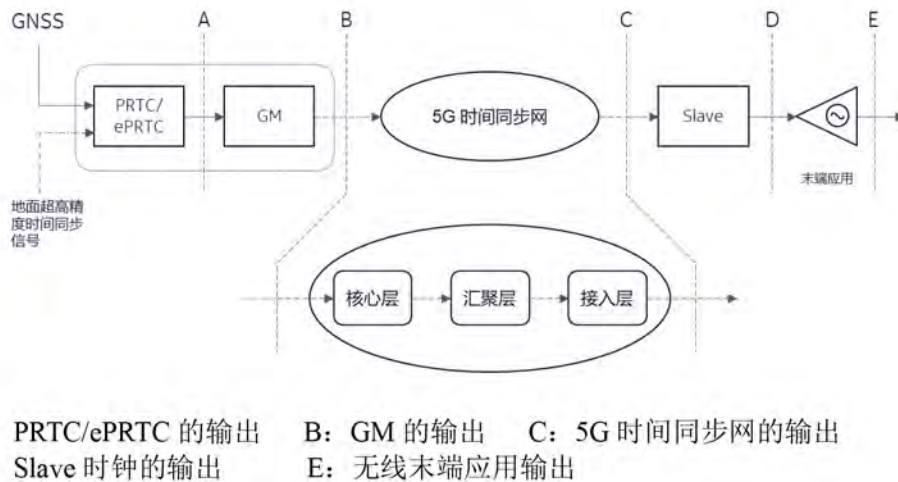 GNSS
A
B
C
D
E
PRTC/
ePRTC
GM
5G 时间同步网
Slave
末端应用
地面超高精
度时间同步
信号
核心层
汇聚层
接入层
PRTC/ePRTC 的输出 B：GM 的输出 C：5G 时间同步网的输出
Slave 时钟的输出 E：无线末端应用输出